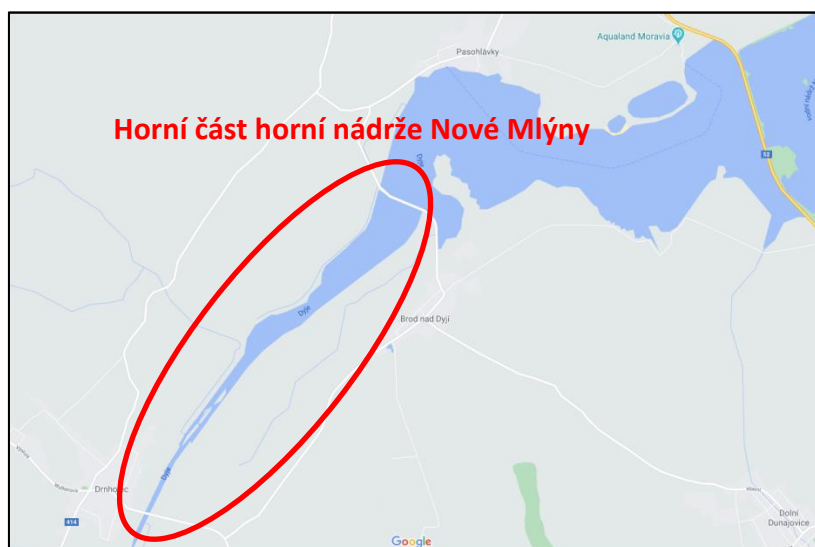 Pasohlávky
Aqualand Moravia
Horní část horní nádrže Nové Mlýny
Dyje
52
Dyje
Brod nad Dyjí
Dyje
Drnholec
414
Dolní
Dunajovice
Google